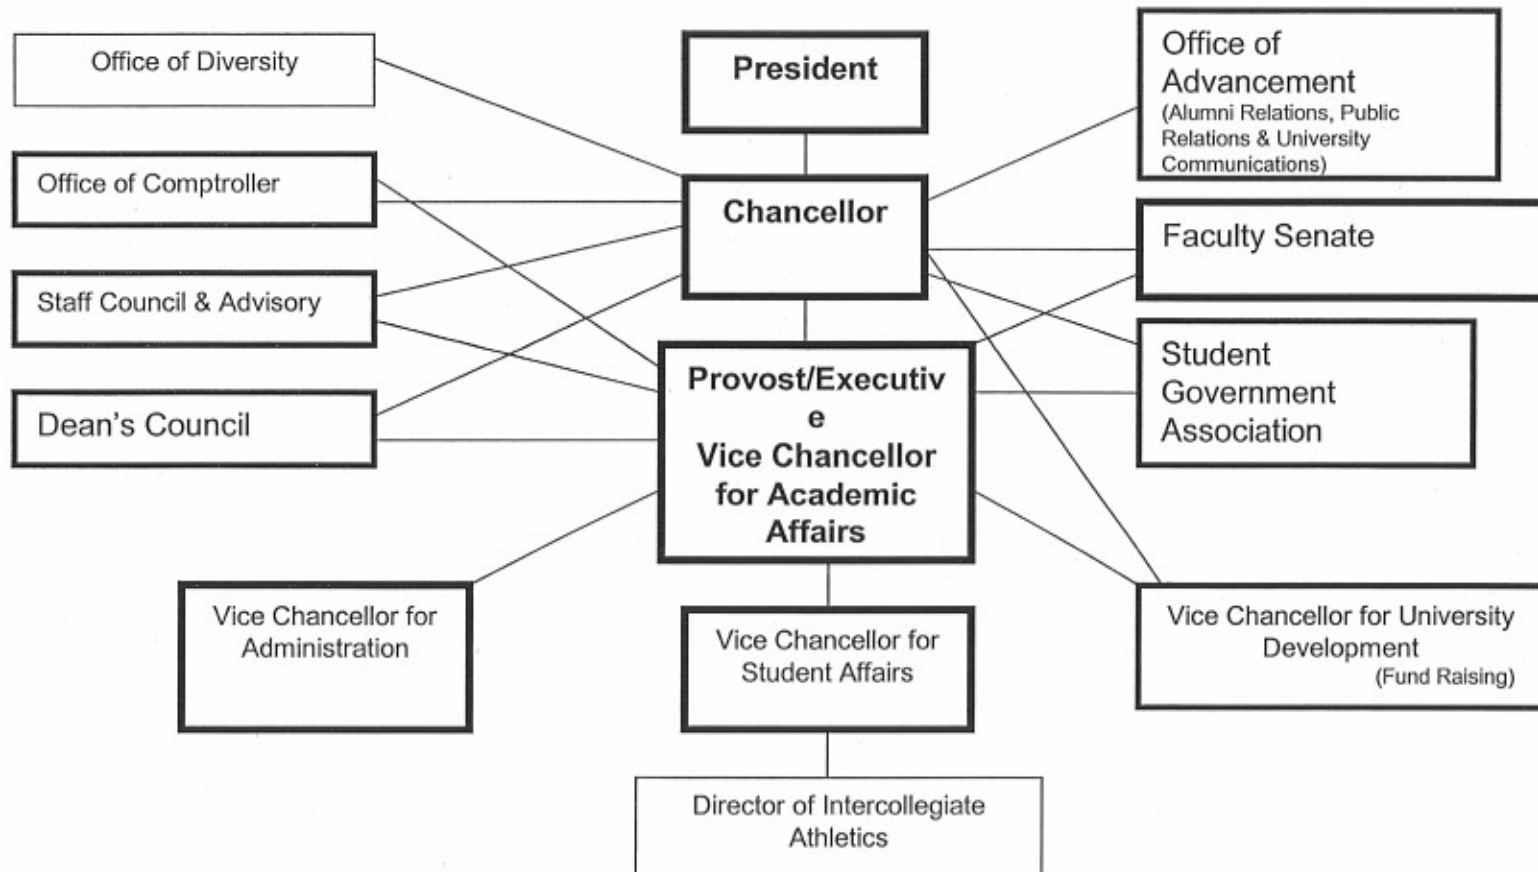 Office of Diversity
President
Office of
Advancement
(Alumni Relations, Public
Relations & University
Communications)
Office of Comptroller
Chancellor
Faculty Senate
Staff Council & Advisory
Student
Government
Association
Dean's Council
Provost/Executiv
e
Vice Chancellor
for Academic
Affairs
Vice Chancellor for
Administration
Vice Chancellor for
Student Affairs
Vice Chancellor for University
Development
(Fund Raising)
Director of Intercollegiate
Athletics